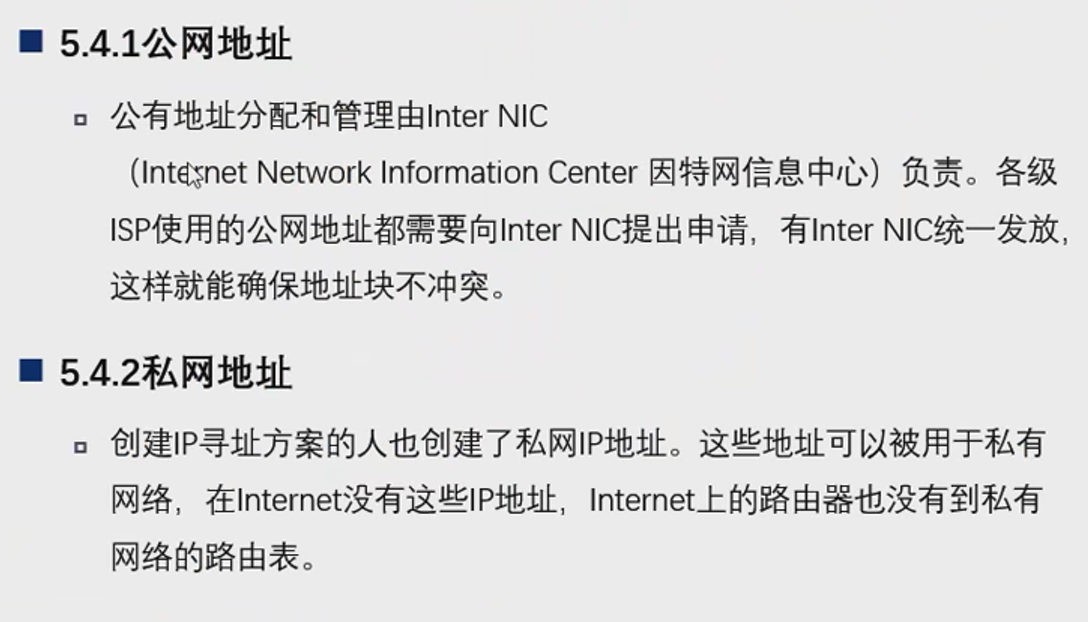 5.4.1公网地址
公有地址分配和管理由Inter NIC
（Internet Network Information Center 因特网信息中心）负责。各级
ISP使用的公网地址都需要向Inter NIC提出申请，有Inter NIC统一发放，
这样就能确保地址块不冲突。
5.4.2私网地址
创建IP寻址方案的人也创建了私网IP地址。这些地址可以被用于私有
网络，在Internet没有这些IP地址，Internet上的路由器也没有到私有
网络的路由表。